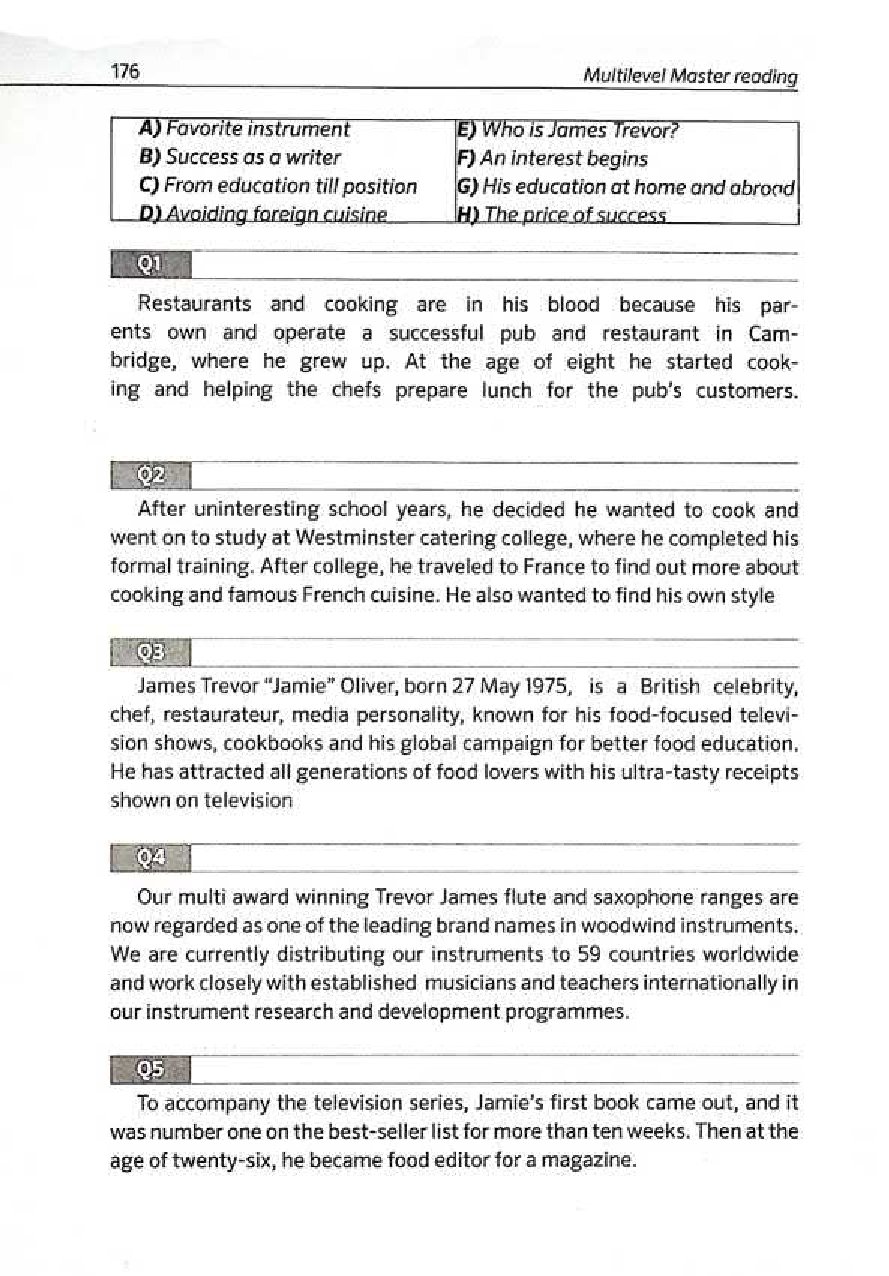 176 Multilevel Master reading
A) Favorite instrument E) Who is James Trevor?
B) Success as a writer F) An interest begins
C) From education till position G) His education at home and abroad
D) Avoiding foreign cuisine H) The price of success
Q1
Restaurants and cooking are in his blood because his par-
ents own and operate a successful pub and restaurant in Cam-
bridge, where he grew up. At the age of eight he started cook-
ing and helping the chefs prepare lunch for the pub's customers.
Q2
After uninteresting school years, he decided he wanted to cook and
went on to study at Westminster catering college, where he completed his
formal training. After college, he traveled to France to find out more about
cooking and famous French cuisine. He also wanted to find his own style
Q3
James Trevor "Jamie" Oliver, born 27 May 1975, is a British celebrity,
chef, restaurateur, media personality, known for his food-focused televi-
sion shows, cookbooks and his global campaign for better food education.
He has attracted all generations of food lovers with his ultra-tasty receipts
shown on television
Q4
Our multi award winning Trevor James flute and saxophone ranges are
now regarded as one of the leading brand names in woodwind instruments.
We are currently distributing our instruments to 59 countries worldwide
and work closely with established musicians and teachers internationally in
our instrument research and development programmes.
Q5
To accompany the television series, Jamie's first book came out, and it
was number one on the best-seller list for more than ten weeks. Then at the
age of twenty-six, he became food editor for a magazine.